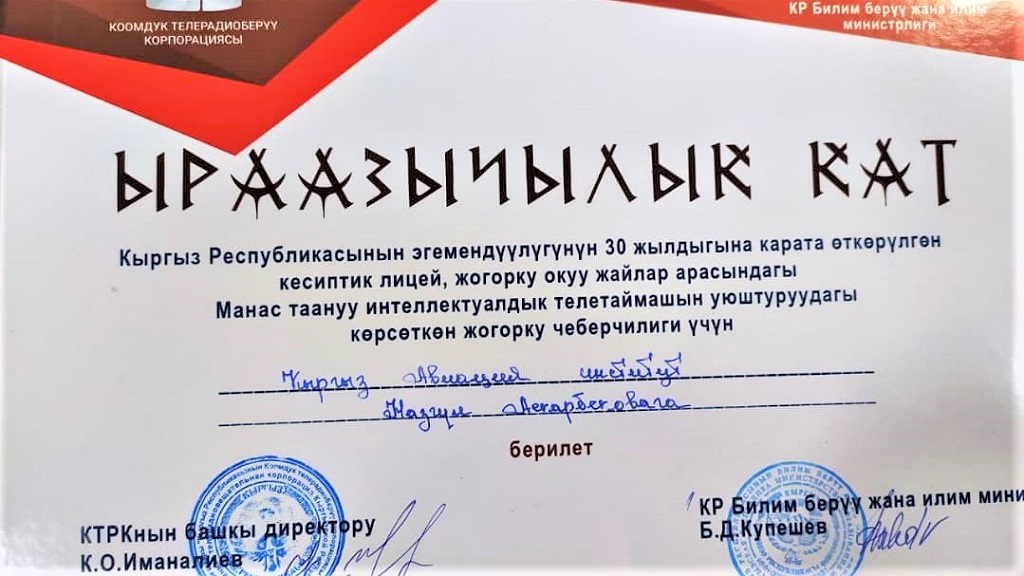 КООМДУК ТЕЛЕРАДИОБЕРҮҮ
КОРПОРАЦИЯСЫ
КР Билим берүү жана илим
министрлиги
ЫРААЗЫЧЫЛЫК КАТ
Кыргыз Республикасынын эгемендүүлүгүнүн 30 жылдыгына карата өткөрүлгөн
кесиптик лицей, жогорку окуу жайлар арасындагы
Манас таануу интеллектуалдык телетаймашын уюштуруудагы
көрсөткөн жогорку чеберчилиги үчүн
Кыргыз Авиация институт
Назгүл Аскарбековага
берилет
КТРКнын башкы директору
К.О.Иманалиев
КР Билим берүү жана илим мини
Б.Д.Купешев